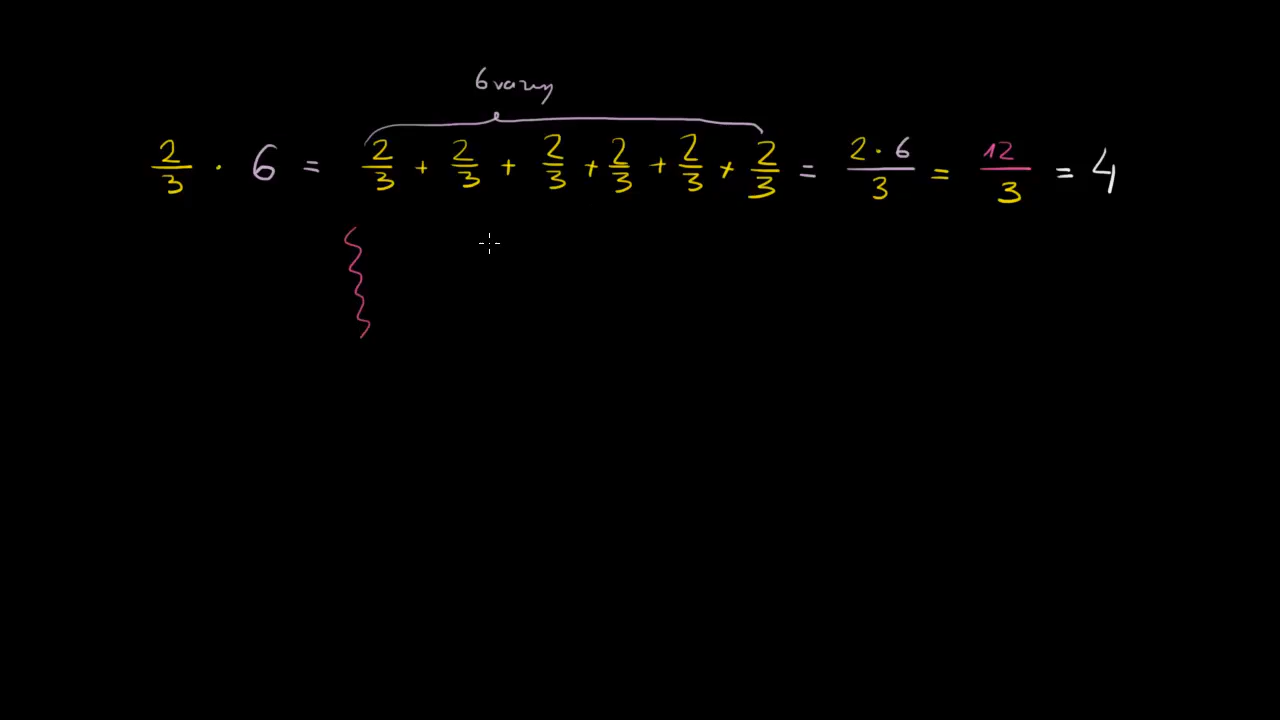 6 razy
2/3 · 6 = 2/3 + 2/3 + 2/3 + 2/3 + 2/3 + 2/3 = 2·6/3 = 12/3 = 4